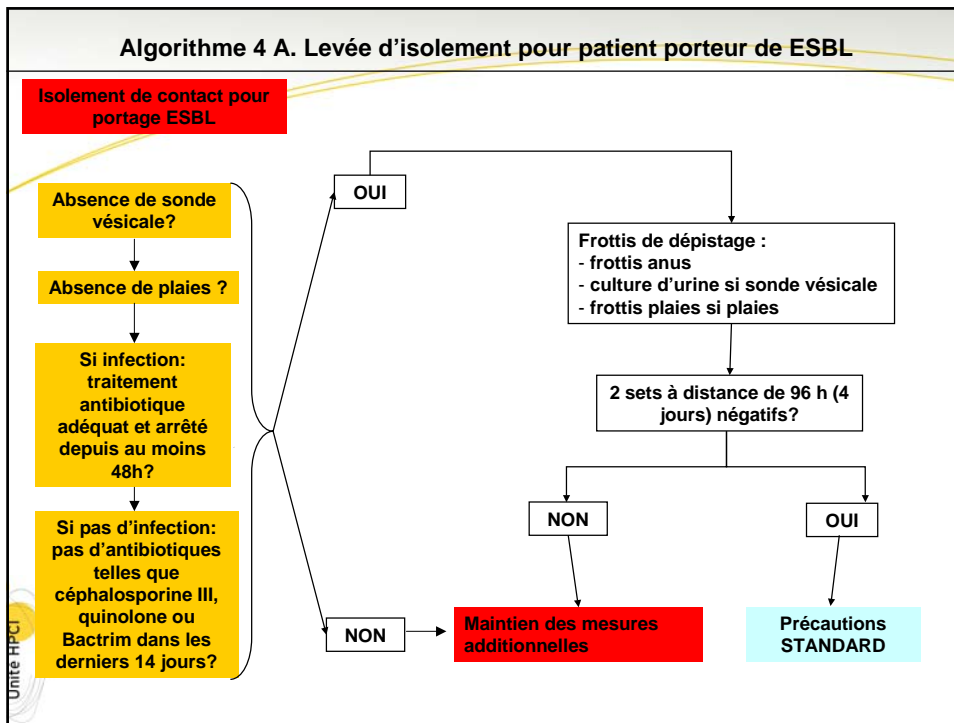 Algorithme 4 A. Levée d’isolement pour patient porteur de ESBL
Isolement de contact pour
portage ESBL
Absence de sonde
vésicale?
Absence de plaies ?
Si infection:
traitement
antibiotique
adéquat et arrêté
depuis au moins
48h?
Si pas d’infection:
pas d’antibiotiques
telles que
céphalosporine III,
quinolone ou
Bactrim dans les
derniers 14 jours?
OUI
NON
Frottis de dépistage :
- frottis anus
- culture d’urine si sonde vésicale
- frottis plaies si plaies
2 sets à distance de 96 h (4
jours) négatifs?
NON
OUI
Maintien des mesures
additionnelles
Précautions
STANDARD
Unité HPCI